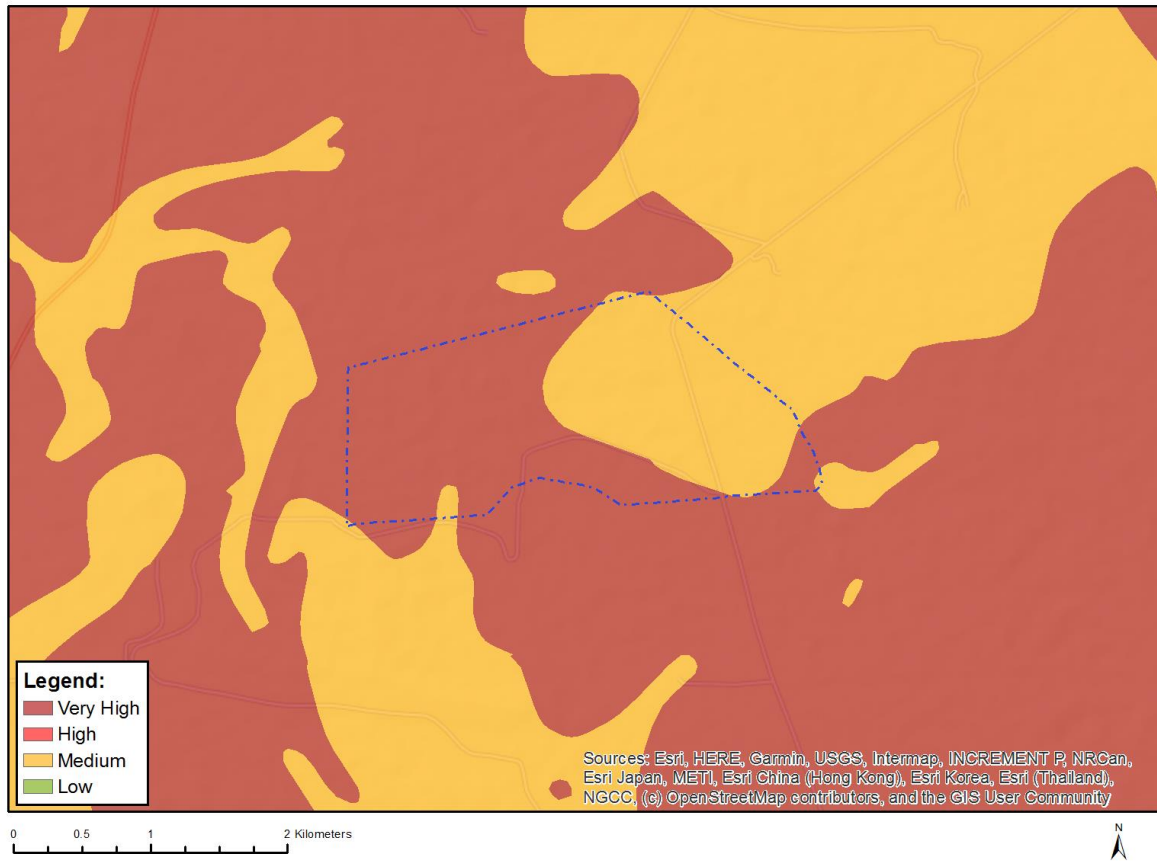 Legend:
Very High
High
Medium
Low
Sources: Esri, HERE, Garmin, USGS, Intermap, INCREMENT P, NRCan,
Esri Japan, METI, Esri China (Hong Kong), Esri Korea, Esri (Thailand),
NGCC, (c) OpenStreetMap contributors, and the GIS User Community
0 0.5 1 2 Kilometers
N